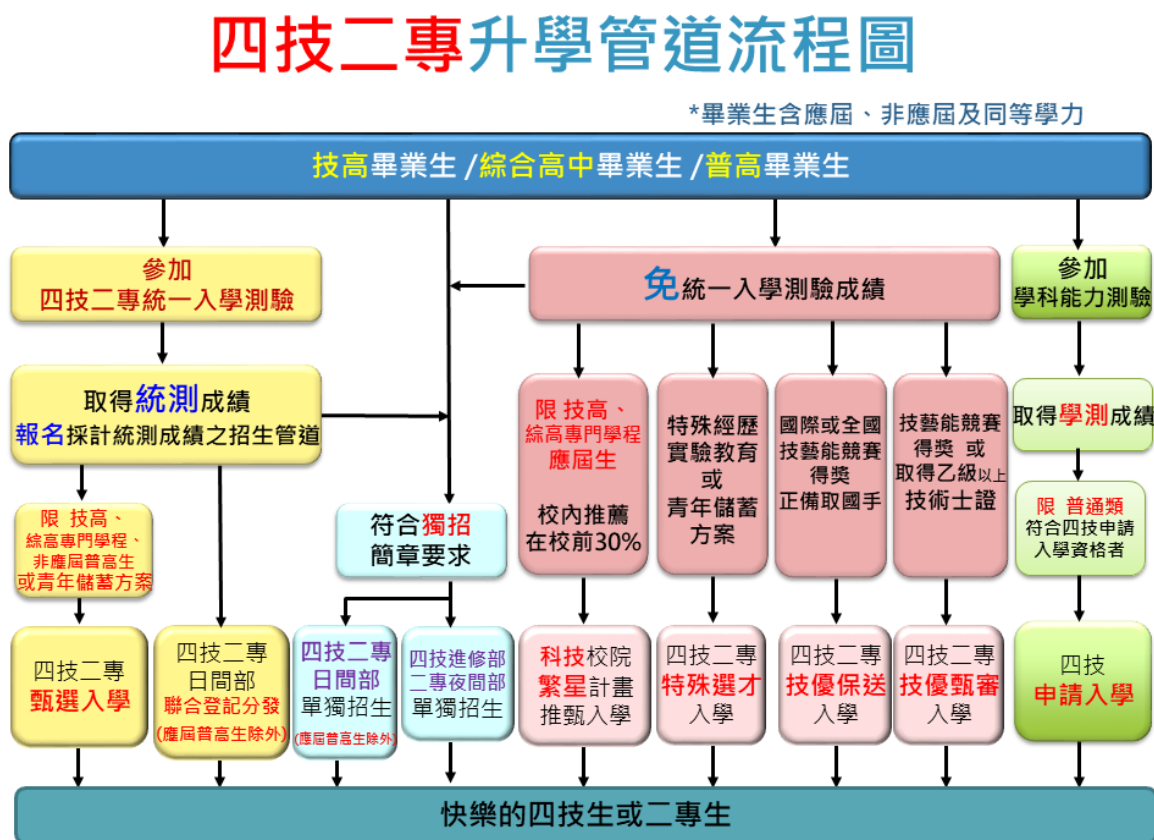 四技二專升學管道流程圖
*畢業生含應屆、非應屆及同等學力
技高畢業生 /綜合高中畢業生 /普高畢業生
參加
四技二專統一入學測驗
免統一入學測驗成績
參加
學科能力測驗
取得統測成績
報名採計統測成績之招生管道
限 技高、
綜高專門學程
應屆生
校內推薦
在校前30%
特殊經歷
實驗教育
或
青年儲蓄
方案
國際或全國
技藝能競賽
得獎
正備取國手
技藝能競賽
得獎 或
取得乙級以上
技術士證
取得學測成績
限 技高、
綜高專門學程、
非應屆普高生
或青年儲蓄方案
符合獨招
簡章要求
限 普通類
符合四技申請
入學資格者
四技二專
甄選入學
四技二專
日間部
聯合登記分發
(應屆普高生除外)
四技二專
日間部
單獨招生
(應屆普高生除外)
四技進修部
二專夜間部
單獨招生
科技校院
繁星計畫
推甄入學
四技二專
特殊選才
入學
四技二專
技優保送
入學
四技二專
技優甄審
入學
四技
申請入學
快樂的四技生或二專生